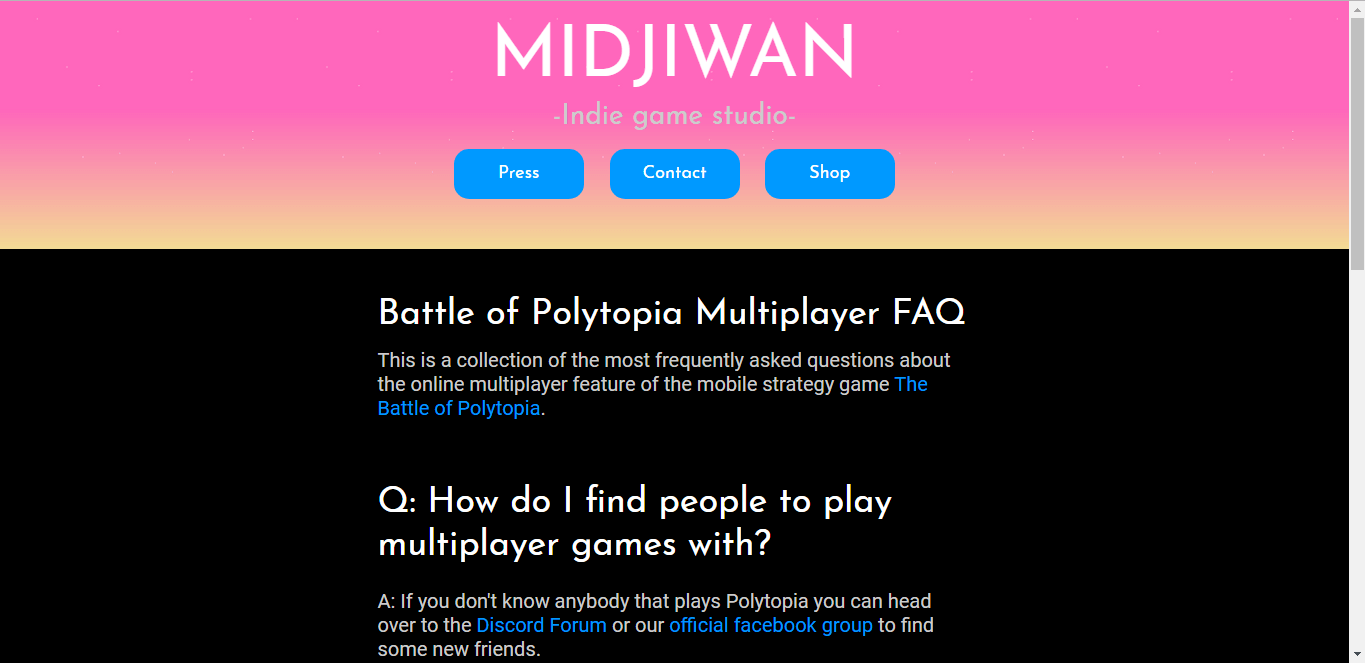 MIDJIWAN
-Indie game studio-
Press Contact Shop
Battle of Polytopia Multiplayer FAQ
This is a collection of the most frequently asked questions about
the online multiplayer feature of the mobile strategy game The
Battle of Polytopia.
Q: How do I find people to play
multiplayer games with?
A: If you don't know anybody that plays Polytopia you can head
over to the Discord Forum or our official facebook group to find
some new friends.